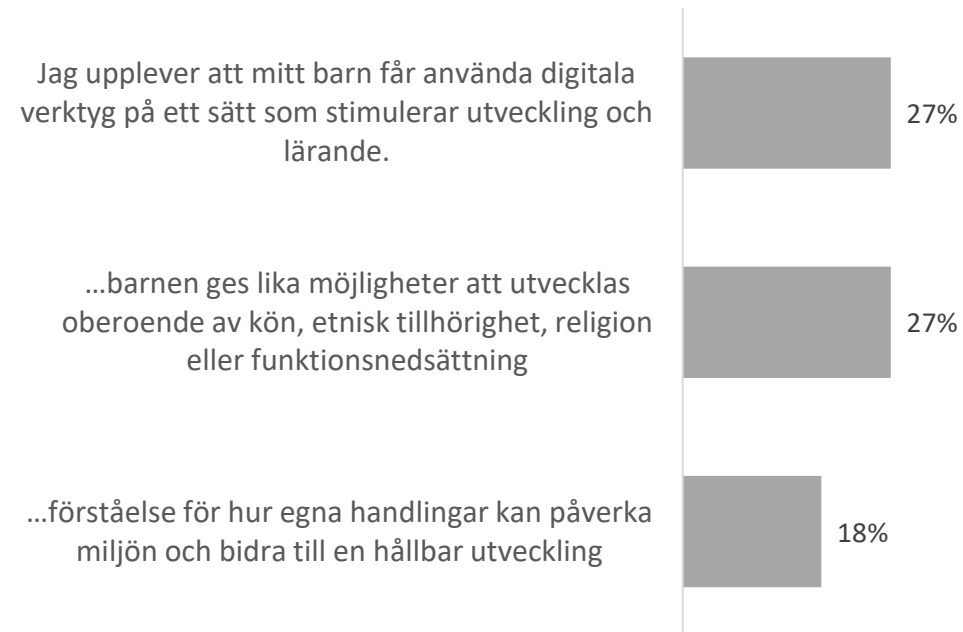 Jag upplever att mitt barn får använda digitala
verktyg på ett sätt som stimulerar utveckling och
lärande.
27%
…barnen ges lika möjligheter att utvecklas
oberoende av kön, etnisk tillhörighet, religion
eller funktionsnedsättning
27%
…förståelse för hur egna handlingar kan påverka
miljön och bidra till en hållbar utveckling
18%